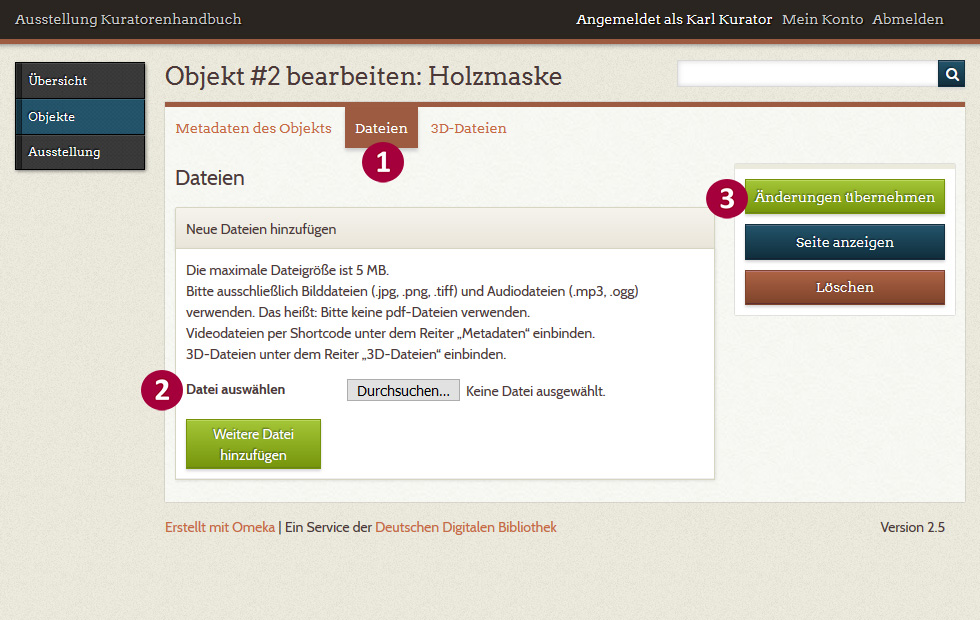 Ausstellung Kuratorenhandbuch
Angemeldet als Karl Kurator Mein Konto Abmelden
Übersicht
Objekte
Ausstellung
Objekt #2 bearbeiten: Holzmaske
Metadaten des Objekts Dateien 3D-Dateien
1
Dateien
Neue Dateien hinzufügen
Die maximale Dateigröße ist 5 MB.
Bitte ausschließlich Bilddateien (.jpg, .png, .tiff) und Audiodateien (.mp3, .ogg)
verwenden. Das heißt: Bitte keine pdf-Dateien verwenden.
Videodateien per Shortcode unter dem Reiter „Metadaten" einbinden.
3D-Dateien unter dem Reiter „3D-Dateien" einbinden.
2 Datei auswählen Durchsuchen... Keine Datei ausgewählt.
Weitere Datei
hinzufügen
3 Änderungen übernehmen
Seite anzeigen
Löschen
Erstellt mit Omeka | Ein Service der Deutschen Digitalen Bibliothek
Version 2.5